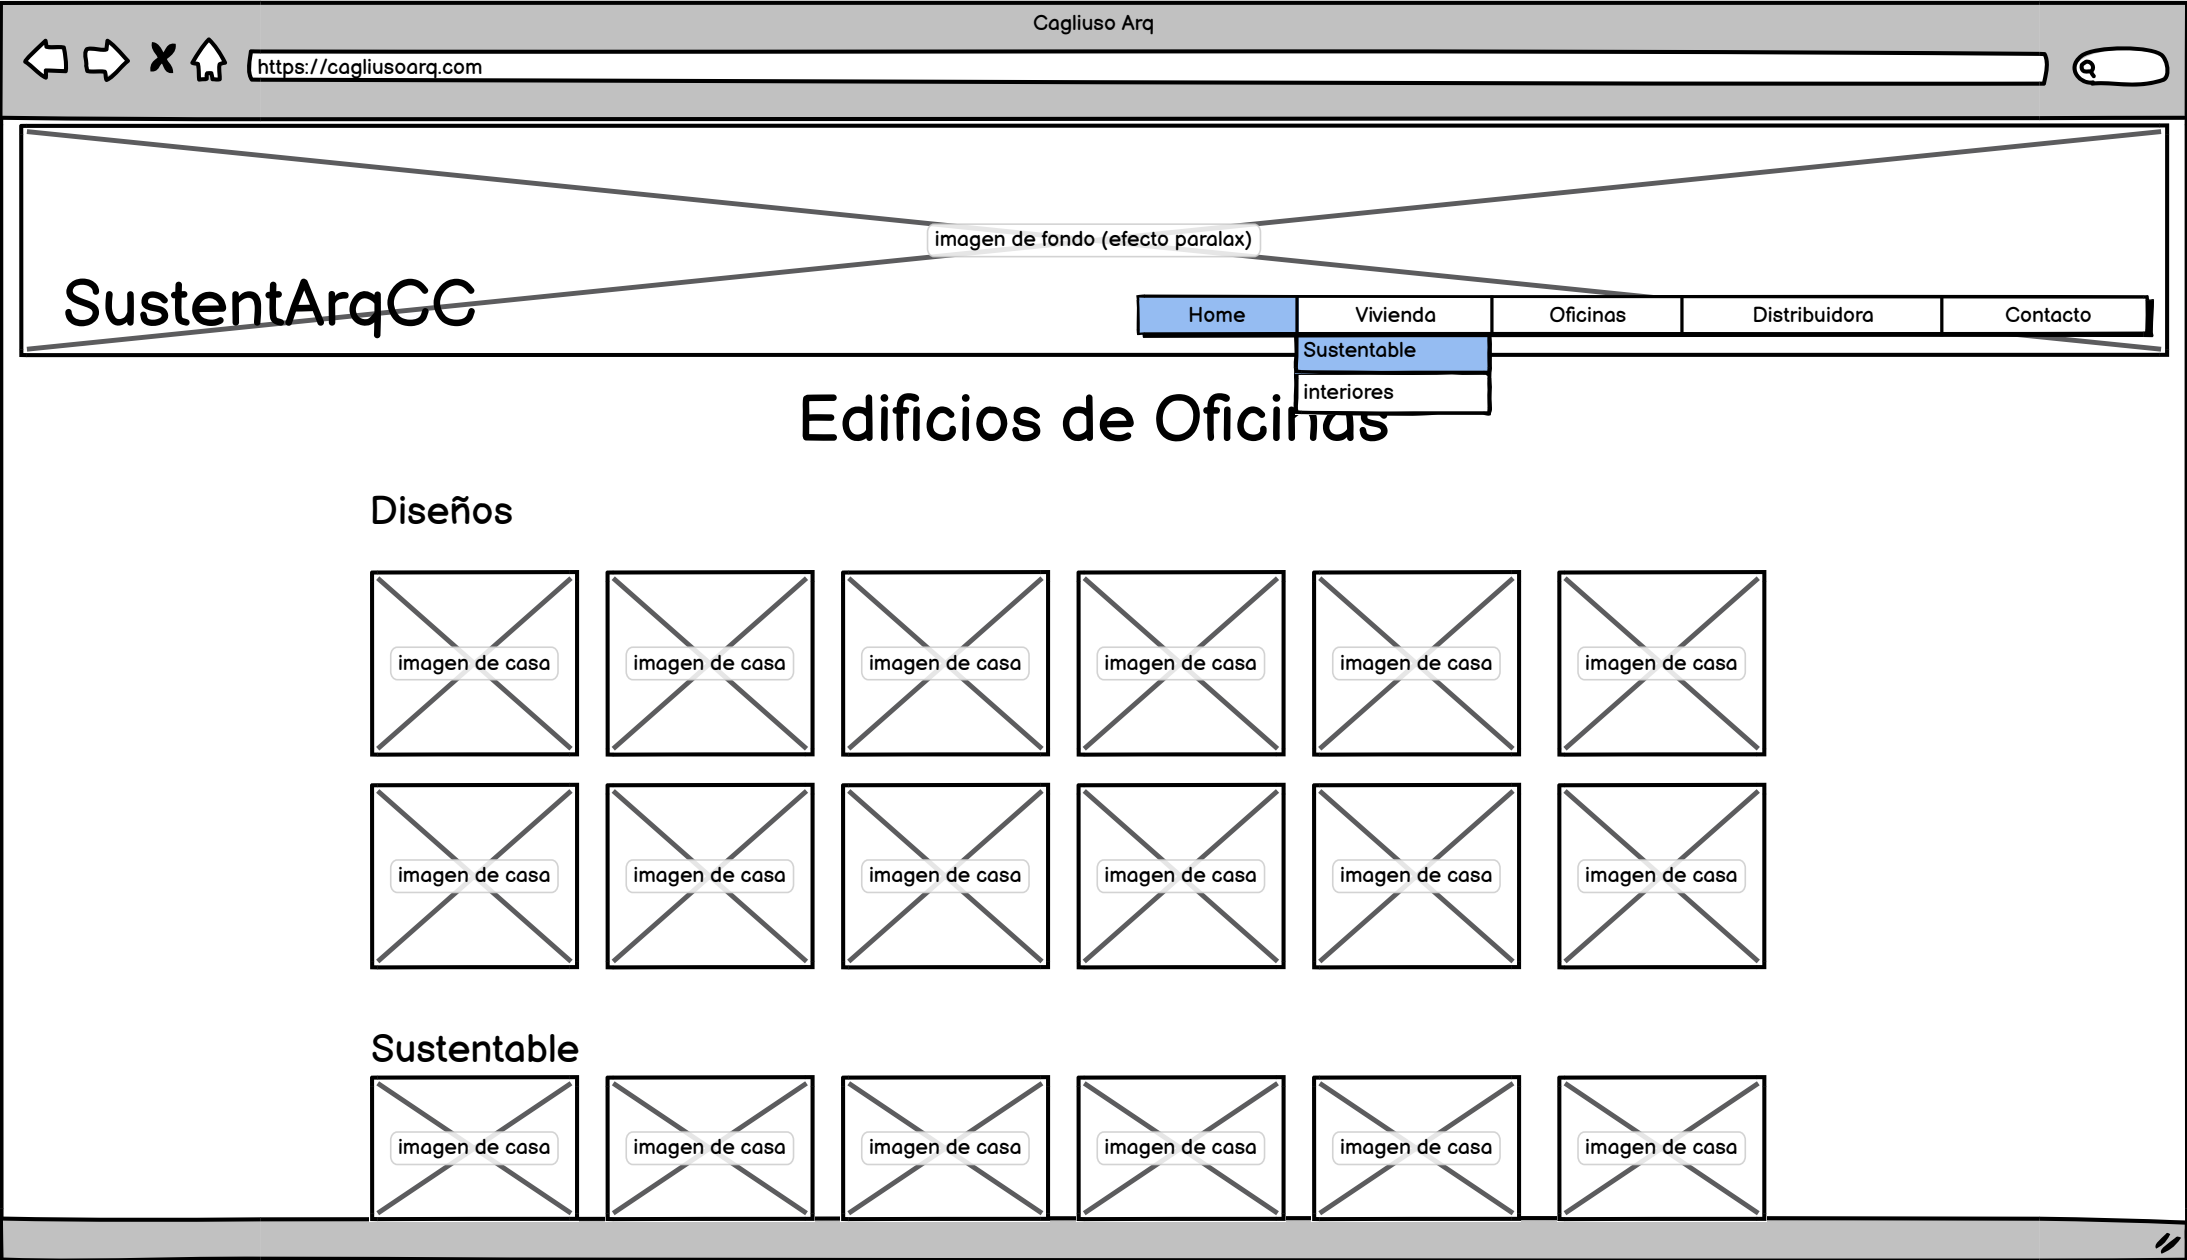 Cagliuso Arq
https://cagliusoarq.com
imagen de fondo (efecto paralax)
SustentArqCC
Home Vivienda Oficinas Distribuidora Contacto
Sustentable
interiores
Edificios de Oficinas
Diseños
imagen de casa imagen de casa imagen de casa imagen de casa imagen de casa imagen de casa
imagen de casa imagen de casa imagen de casa imagen de casa imagen de casa imagen de casa
Sustentable
imagen de casa imagen de casa imagen de casa imagen de casa imagen de casa imagen de casa